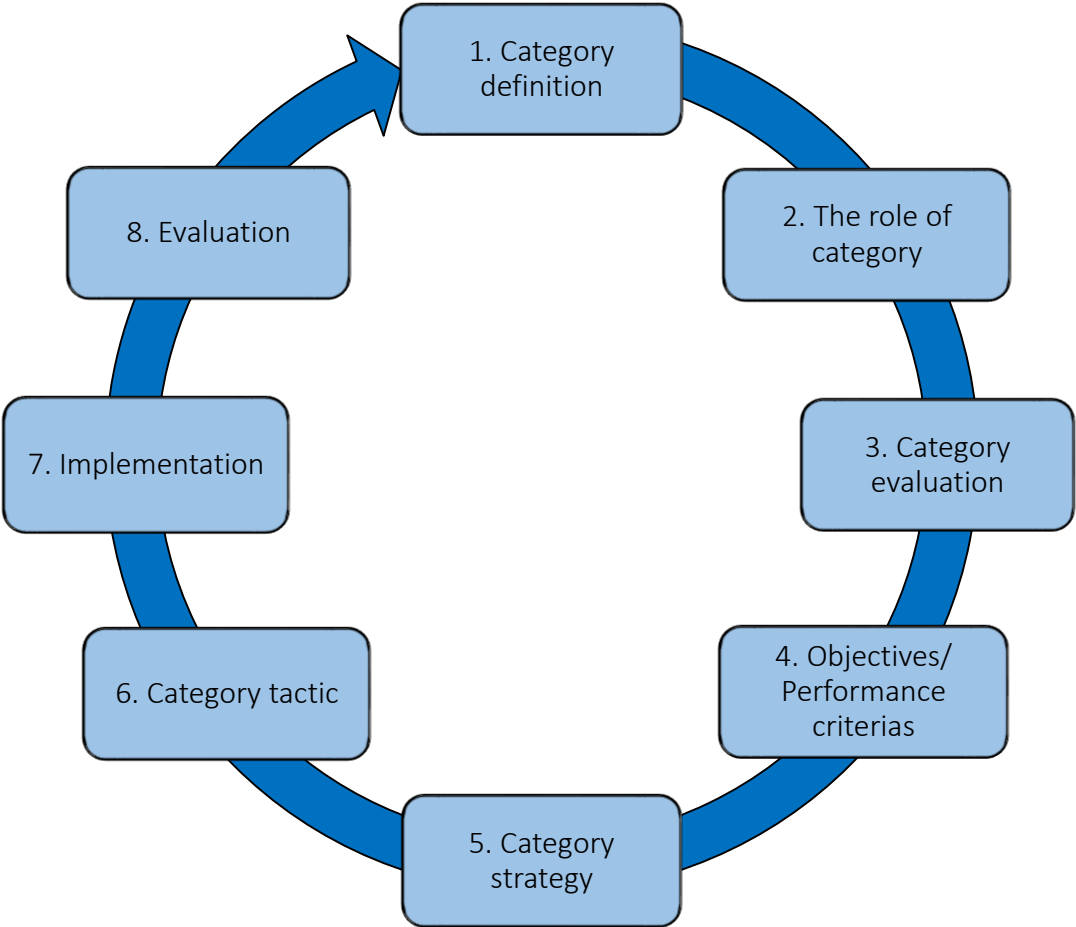 1. Category
definition
2. The role of
category
3. Category
evaluation
4. Objectives/
Performance
criterias
5. Category
strategy
6. Category tactic
7. Implementation
8. Evaluation